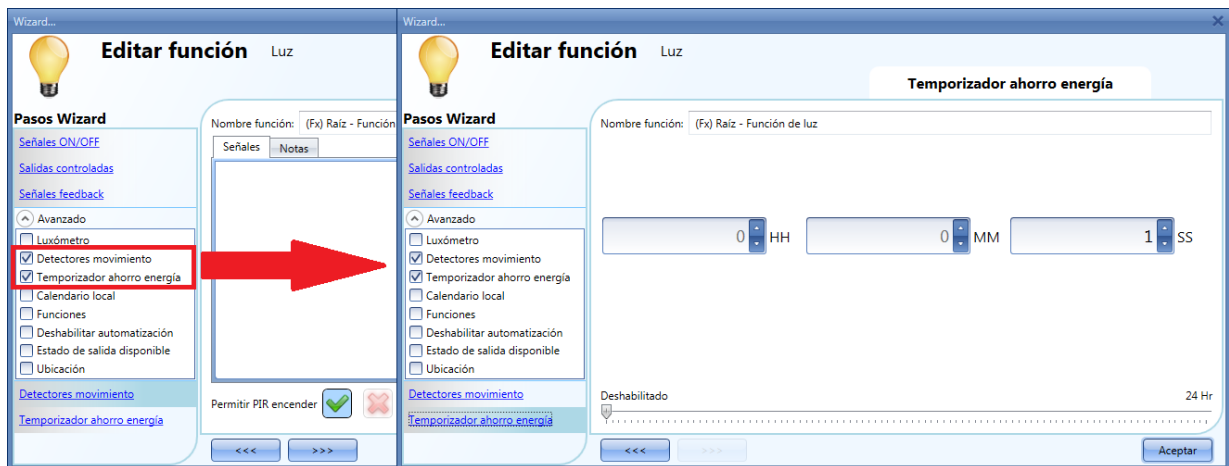 Wizard...
Editar función Luz
Pasos Wizard
Señales ON/OFF
Salidas controladas
Señales feedback
Avanzado
Luxómetro
Detectores movimiento
Temporizador ahorro energía
Calendario local
Funciones
Deshabilitar automatización
Estado de salida disponible
Ubicación
Detectores movimiento
Temporizador ahorro energía
Nombre función: (Fx) Raíz - Función
Señales Notas
Permitir PIR encender
<<< >>>
Wizard...
Editar función Luz
Temporizador ahorro energía
Pasos Wizard
Señales ON/OFF
Salidas controladas
Señales feedback
Avanzado
Luxómetro
Detectores movimiento
Temporizador ahorro energía
Calendario local
Funciones
Deshabilitar automatización
Estado de salida disponible
Ubicación
Detectores movimiento
Temporizador ahorro energía
Nombre función: (Fx) Raíz - Función de luz
0 HH 0 MM 1 SS
Deshabilitado 24 Hr
<<< >>> Aceptar